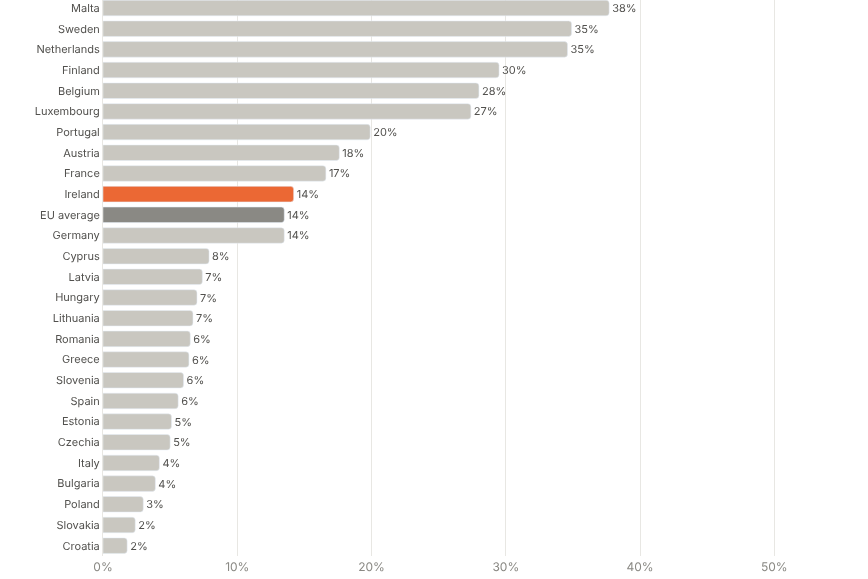 Malta 38%
Sweden 35%
Netherlands 35%
Finland 30%
Belgium 28%
Luxembourg 27%
Portugal 20%
Austria 18%
France 17%
Ireland 14%
EU average 14%
Germany 14%
Cyprus 8%
Latvia 7%
Hungary 7%
Lithuania 7%
Romania 6%
Greece 6%
Slovenia 6%
Spain 6%
Estonia 5%
Czechia 5%
Italy 4%
Bulgaria 4%
Poland 3%
Slovakia 2%
Croatia 2%
0% 10% 20% 30% 40% 50%